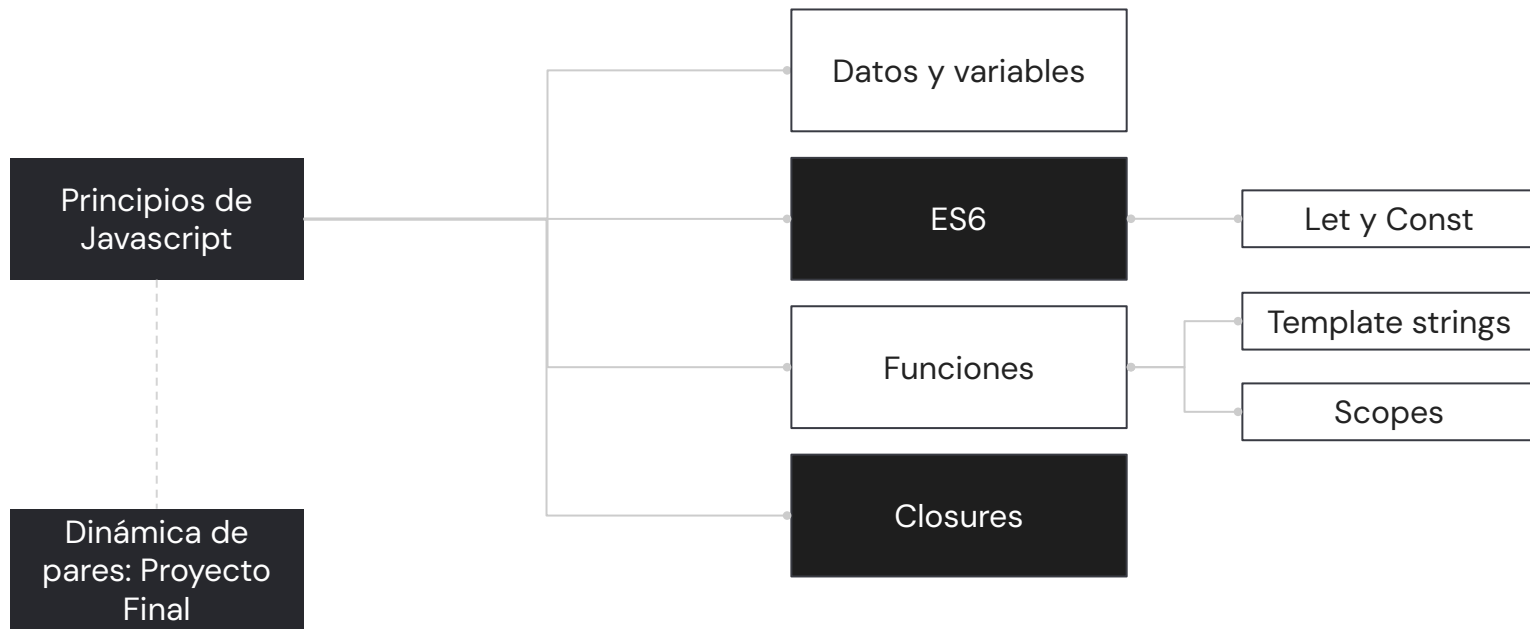 Datos y variables
Principios de
Javascript
ES6
Let y Const
Template strings
Funciones
Scopes
Closures
Dinámica de
pares: Proyecto
Final